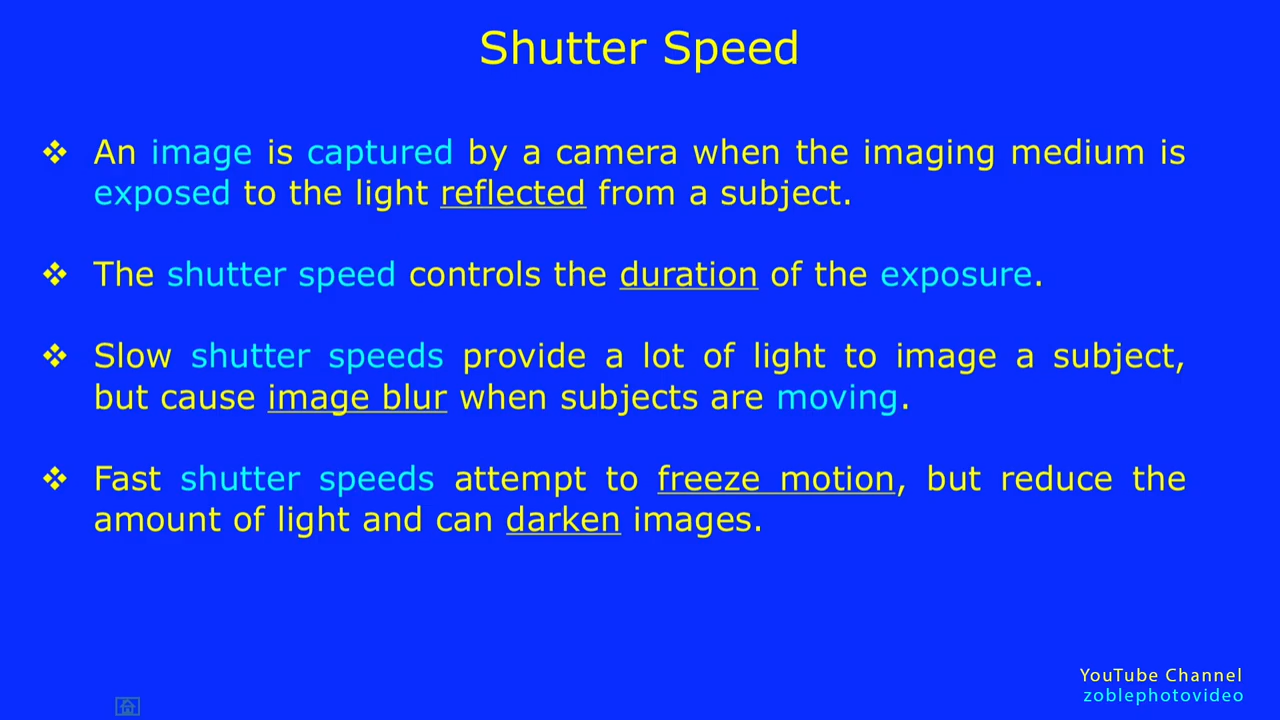 Shutter Speed
❖ An image is captured by a camera when the imaging medium is
exposed to the light reflected from a subject.
❖ The shutter speed controls the duration of the exposure.
❖ Slow shutter speeds provide a lot of light to image a subject,
but cause image blur when subjects are moving.
❖ Fast shutter speeds attempt to freeze motion, but reduce the
amount of light and can darken images.
YouTube Channel
zoblephotovideo